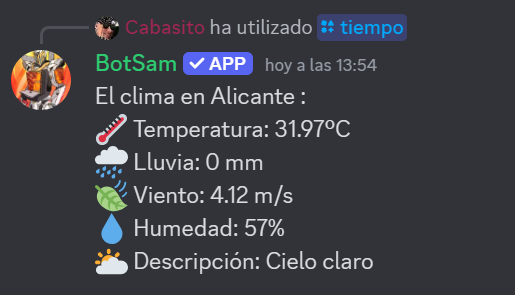 Cabasito ha utilizado tiempo
BotSam APP hoy a las 13:54
El clima en Alicante :
Temperatura: 31.97ºC
Lluvia: 0 mm
Viento: 4.12 m/s
Humedad: 57%
Descripción: Cielo claro